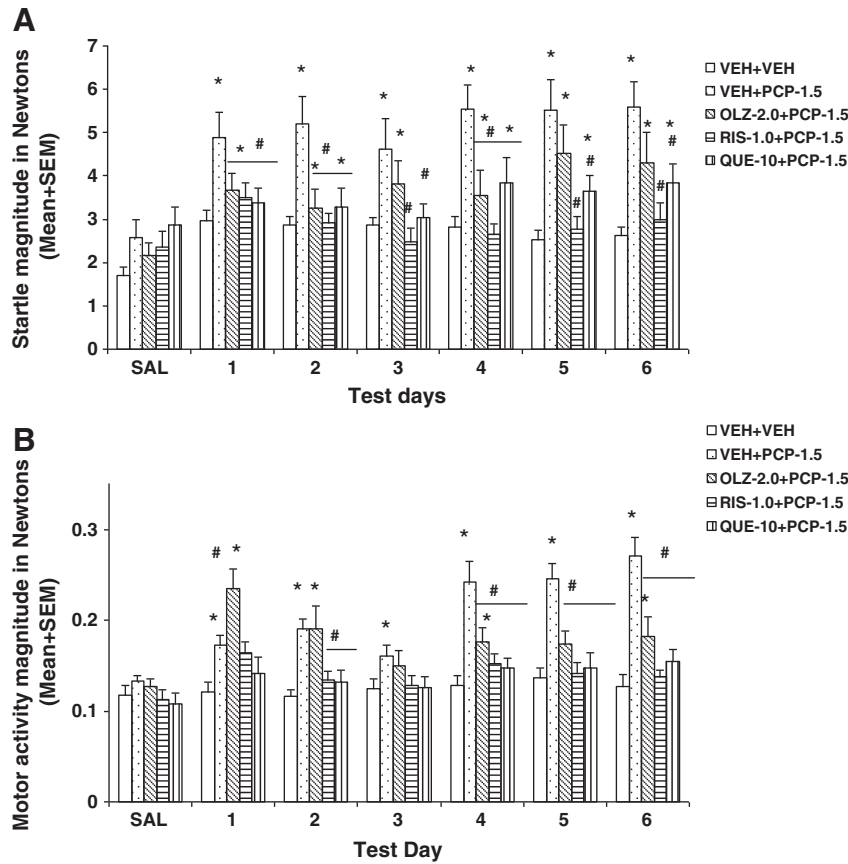 A
Startle magnitude in Newtons
(Mean+SEM)
7
6
5
4
3
2
1
0
* * # * * # * * * # # * * # * * * # * # * * # * #
SAL 1 2 3 4 5 6
Test days
VEH+VEH
VEH+PCP-1.5
OLZ-2.0+PCP-1.5
RIS-1.0+PCP-1.5
QUE-10+PCP-1.5
B
Motor activity magnitude in Newtons
(Mean+SEM)
0.3
0.2
0.1
0
* # * * * # * * # * * # * * #
SAL 1 2 3 4 5 6
Test Day
VEH+VEH
VEH+PCP-1.5
OLZ-2.0+PCP-1.5
RIS-1.0+PCP-1.5
QUE-10+PCP-1.5